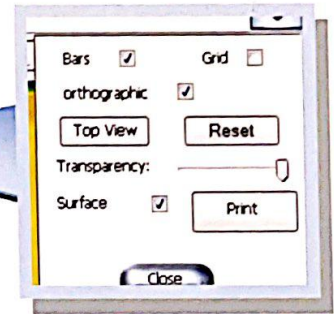 Bars Grid
orthographic
Top View Reset
Transparency:
Surface Print
Close